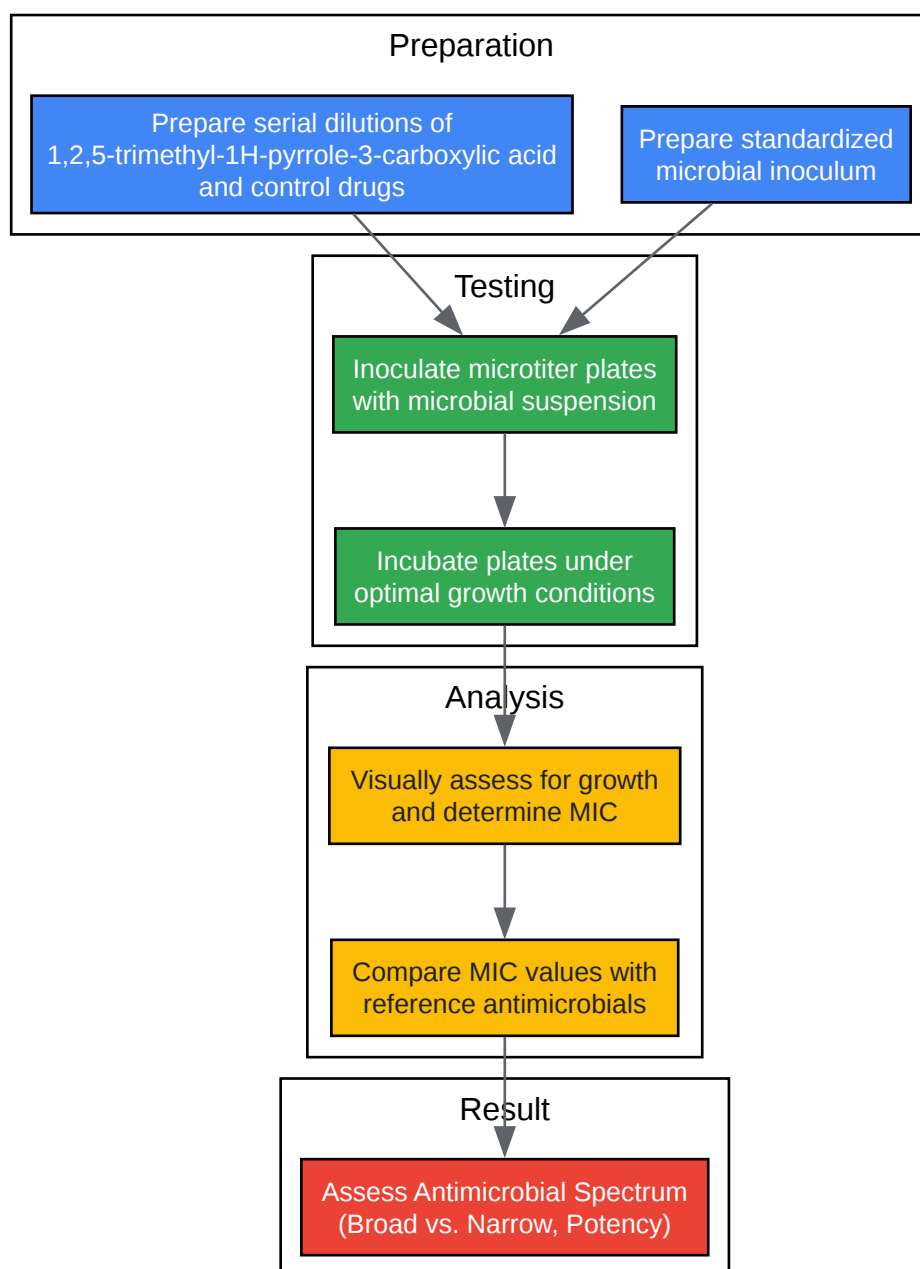 Preparation
Prepare serial dilutions of
1,2,5-trimethyl-1H-pyrrole-3-carboxylic acid
and control drugs
Prepare standardized
microbial inoculum
Testing
Inoculate microtiter plates
with microbial suspension
Incubate plates under
optimal growth conditions
Analysis
Visually assess for growth
and determine MIC
Compare MIC values with
reference antimicrobials
Result
Assess Antimicrobial Spectrum
(Broad vs. Narrow, Potency)